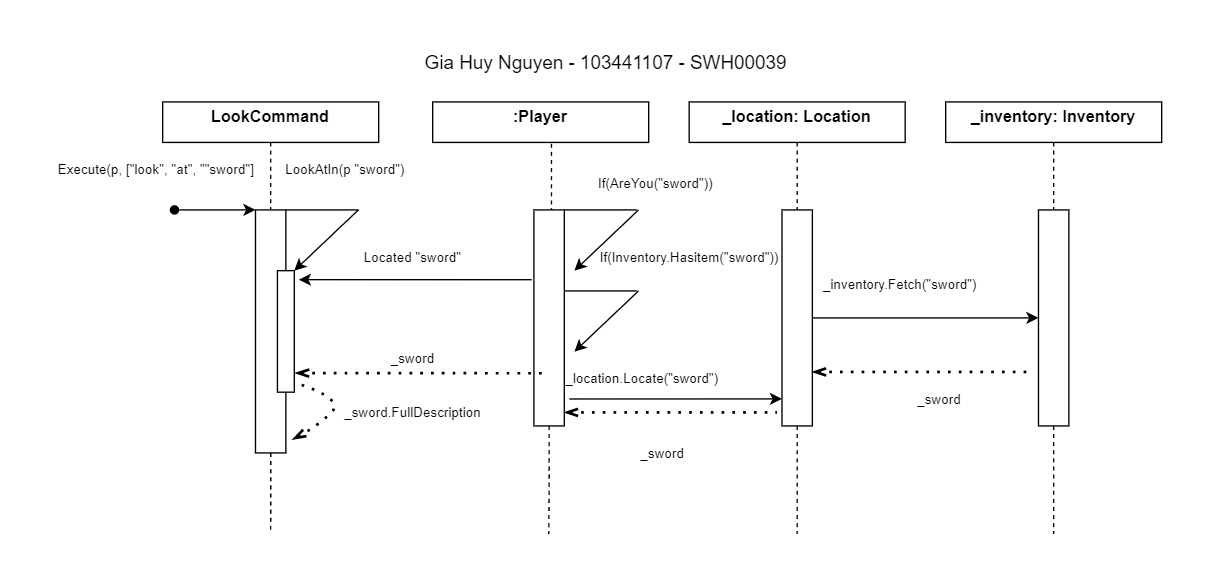 Gia Huy Nguyen - 103441107 - SWH00039
LookCommand
:Player
_location: Location
_inventory: Inventory
Execute(p, ["look", "at", ""sword"]
LookAtIn(p "sword")
If(AreYou("sword"))
Located "sword"
If(Inventory.Hasitem("sword"))
_inventory.Fetch("sword")
_sword
_location.Locate("sword")
_sword
_sword.FullDescription
_sword